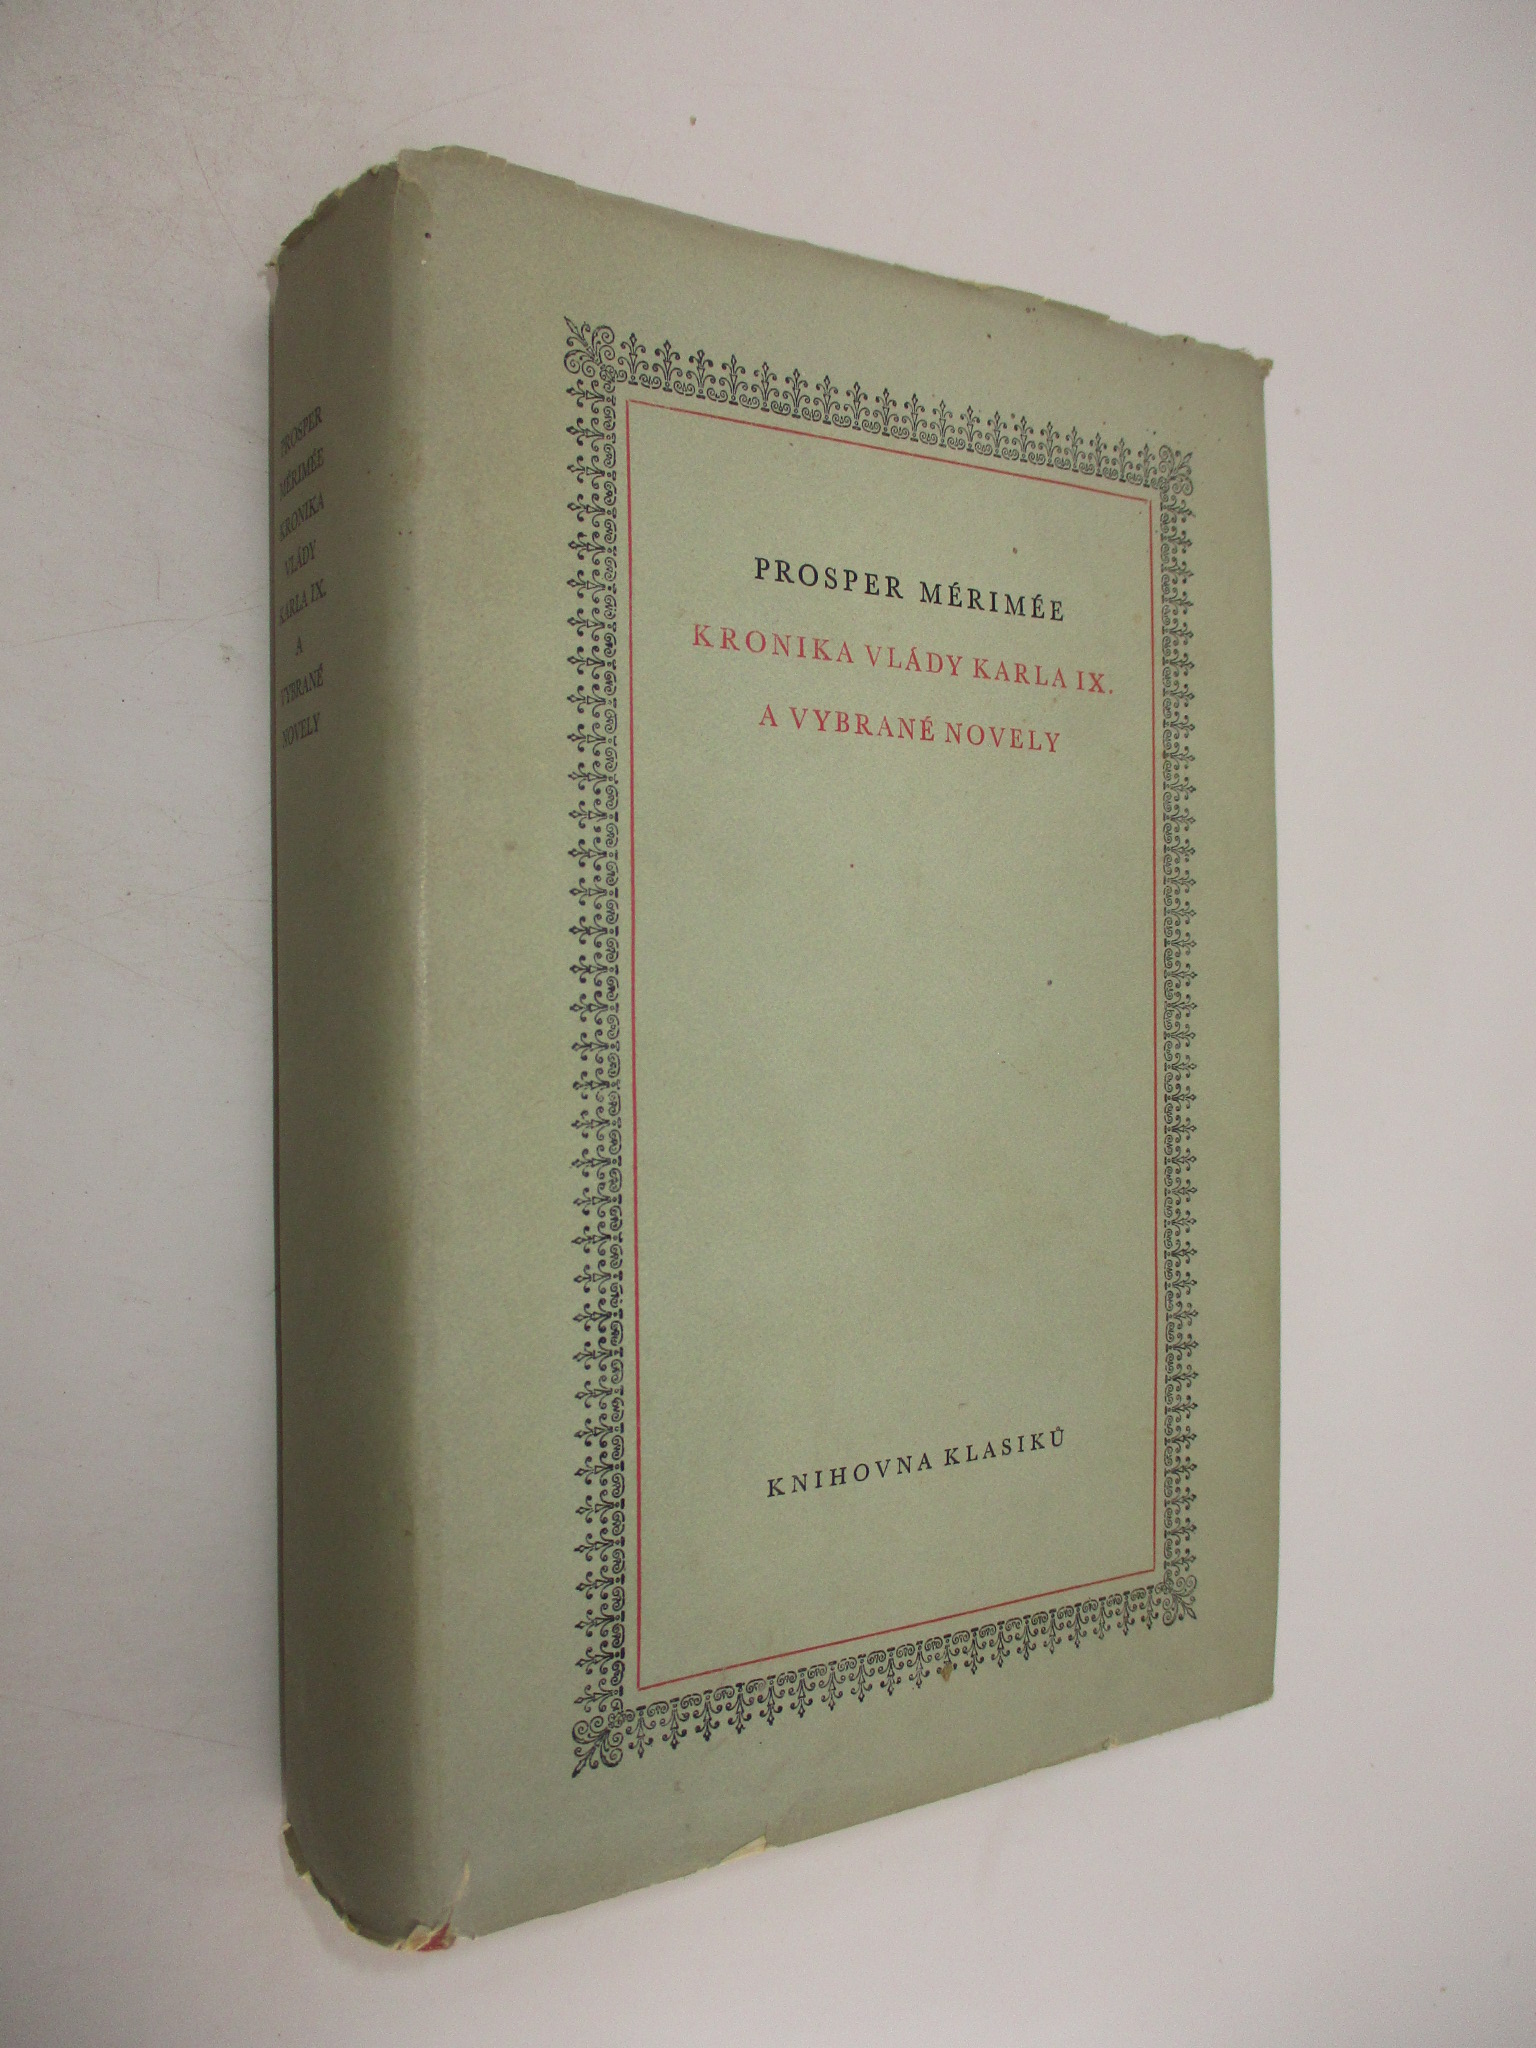 PROSPER
MÉRIMÉE
KRONIKA
VLÁDY
KARLA IX.
A
VYBRANÉ
NOVELY
PROSPER MÉRIMÉE
KRONIKA VLÁDY KARLA IX.
A VYBRANÉ NOVELY
KNIHOVNA KLASIKŮ